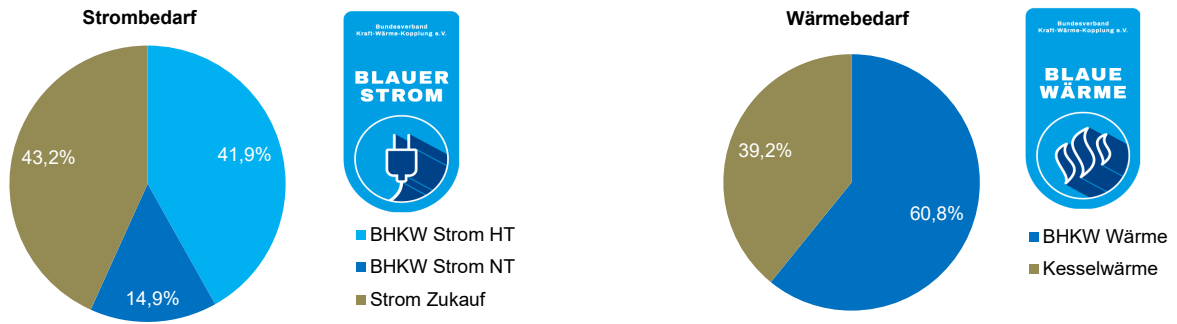 Strombedarf
Bundesverband
Kraft-Wärme-Kopplung e.V.
BLAUER
STROM
43,2%
41,9%
14,9%
BHKW Strom HT
BHKW Strom NT
Strom Zukauf
Wärmebedarf
Bundesverband
Kraft-Wärme-Kopplung e.V.
BLAUE
WÄRME
39,2%
60,8%
BHKW Wärme
Kesselwärme